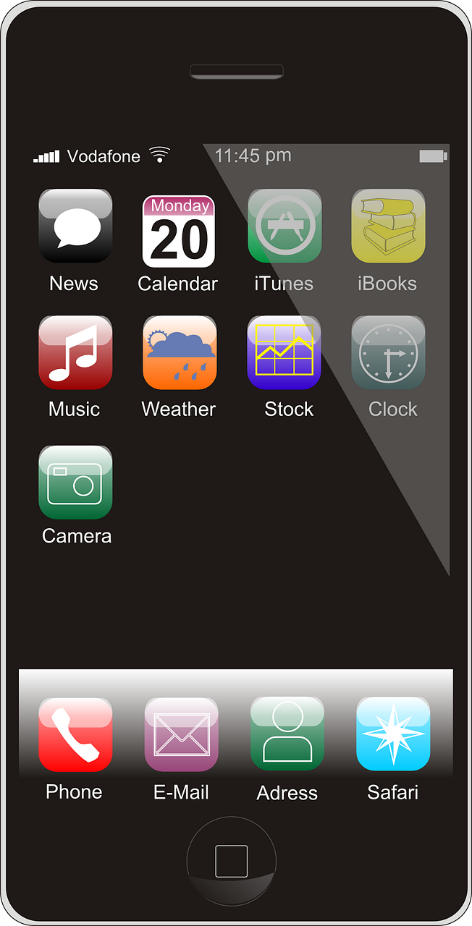 Vodafone 11:45 pm
Monday
20
News Calendar iTunes iBooks
Music Weather Stock Clock
Camera
Phone E-Mail Adress Safari